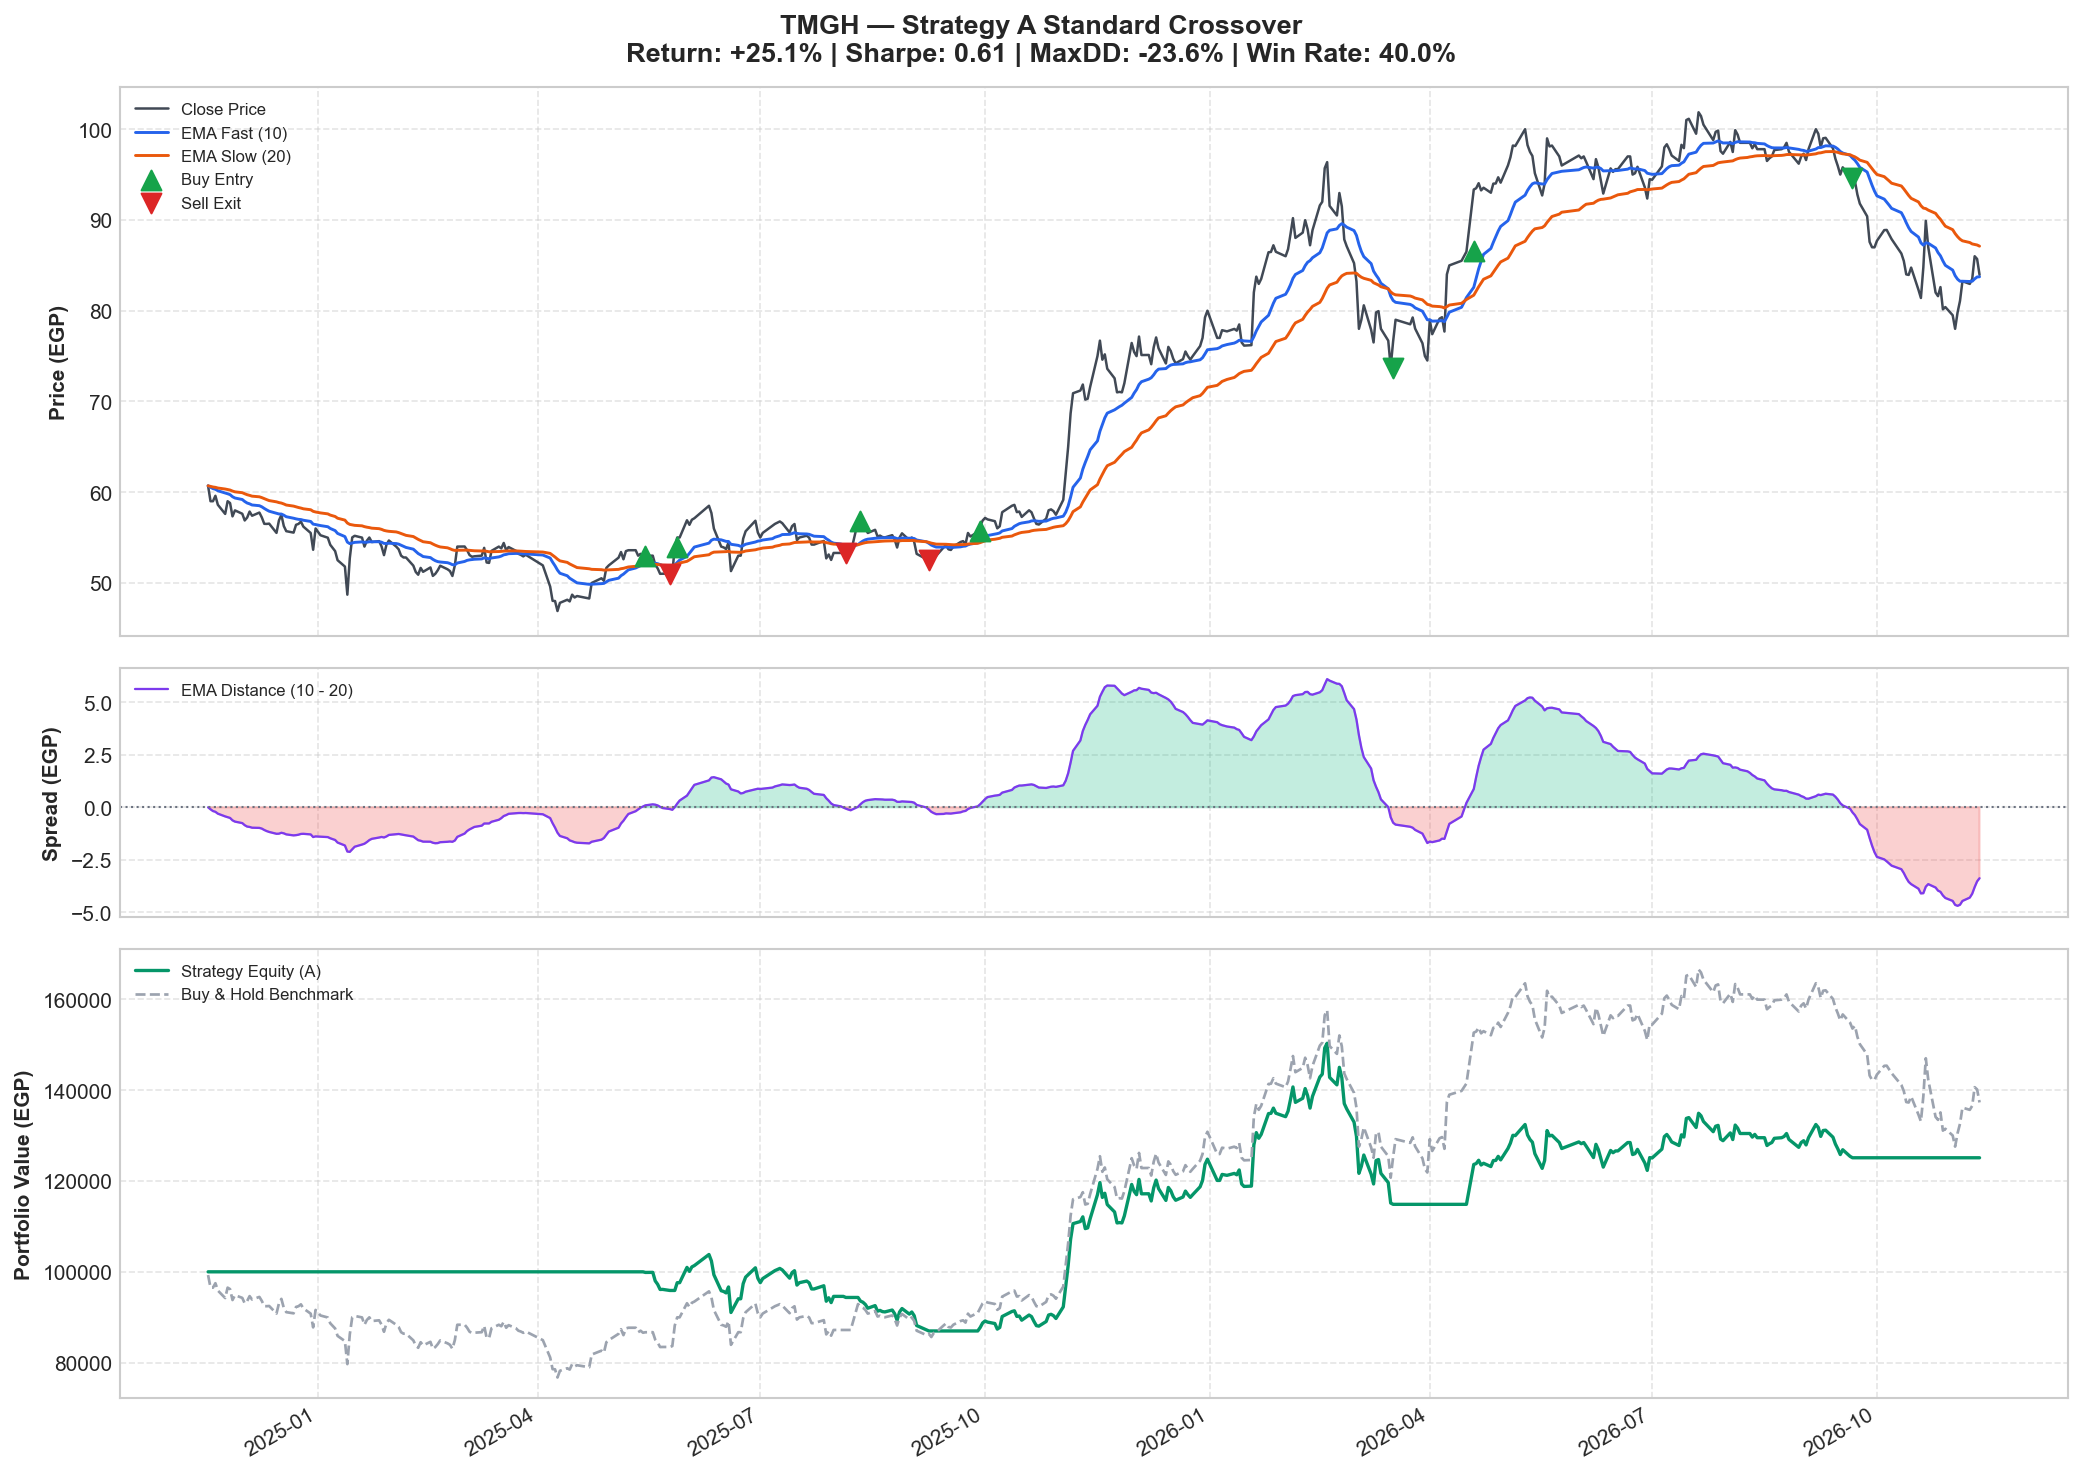 TMGH — Strategy A Standard Crossover
Return: +25.1% | Sharpe: 0.61 | MaxDD: -23.6% | Win Rate: 40.0%
Close Price
EMA Fast (10)
EMA Slow (20)
Buy Entry
Sell Exit
Price (EGP)
100
90
80
70
60
50
EMA Distance (10 - 20)
Spread (EGP)
5.0
2.5
0.0
−2.5
−5.0
Strategy Equity (A)
Buy & Hold Benchmark
Portfolio Value (EGP)
160000
140000
120000
100000
80000
2025-01
2025-04
2025-07
2025-10
2026-01
2026-04
2026-07
2026-10